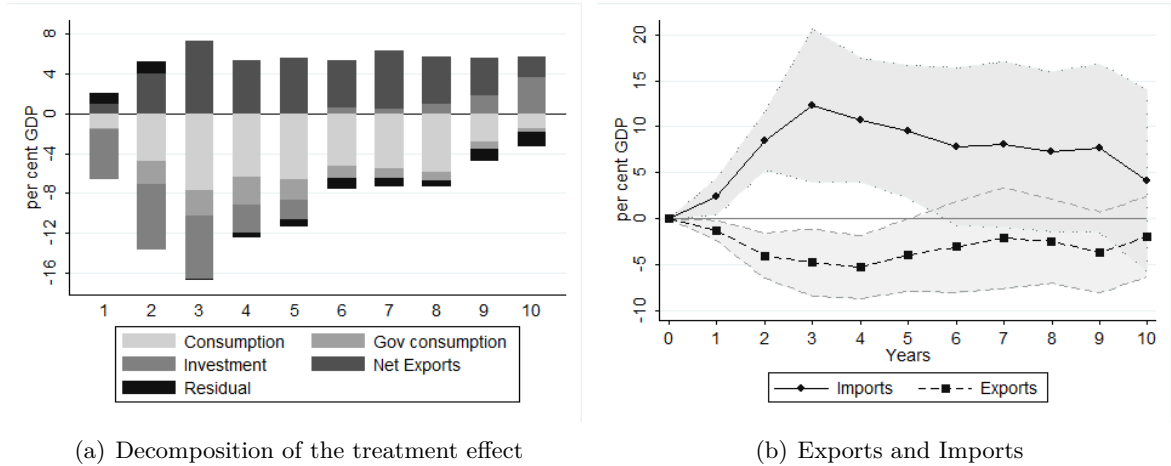 per cent GDP
8
4
0
-4
-8
-12
-16
1 2 3 4 5 6 7 8 9 10
Consumption Gov consumption
Investment Net Exports
Residual
(a) Decomposition of the treatment effect
per cent GDP
20
15
10
5
0
-5
-10
0 1 2 3 4 5 6 7 8 9 10
Years
Imports Exports
(b) Exports and Imports